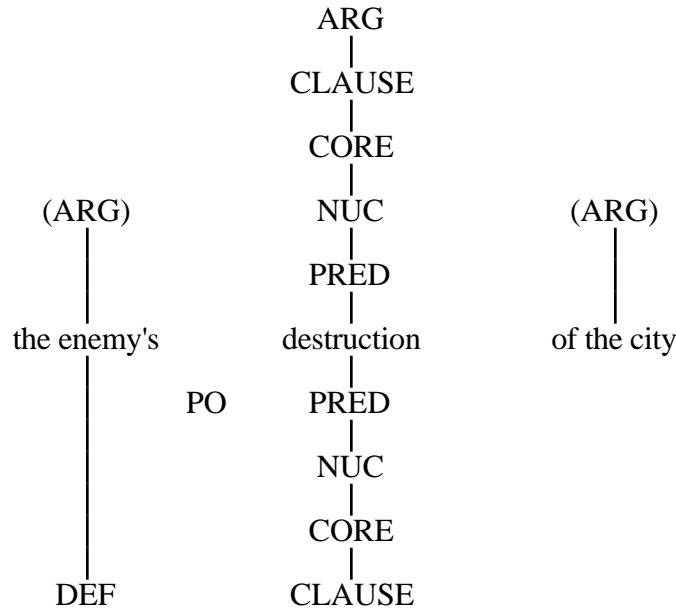 ARG
CLAUSE
CORE
(ARG) NUC (ARG)
PRED
the enemy's destruction of the city
PO PRED
NUC
CORE
DEF CLAUSE